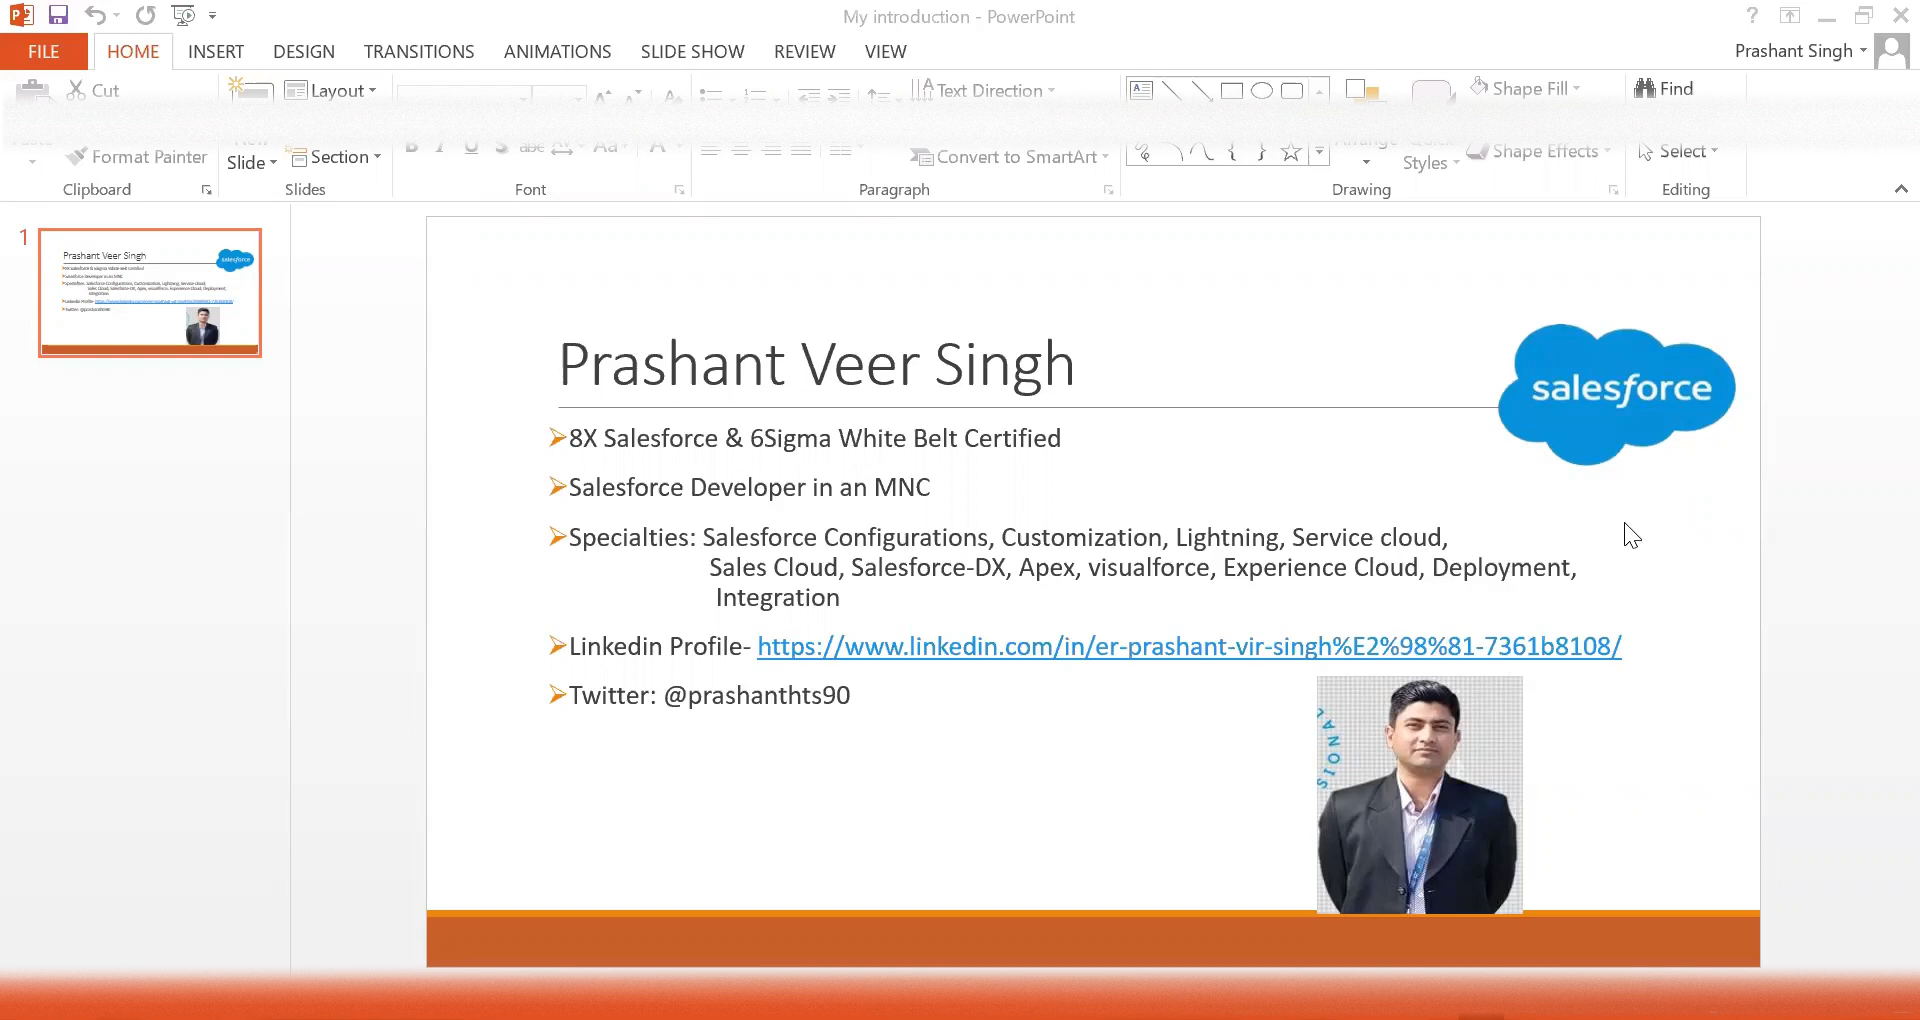 My introduction - PowerPoint
FILE HOME INSERT DESIGN TRANSITIONS ANIMATIONS SLIDE SHOW REVIEW VIEW
Prashant Singh
Cut
Layout
Text Direction
Shape Fill
Find
Format Painter
Slide
Section
Convert to SmartArt
Styles
Shape Effects
Select
Clipboard
Slides
Font
Paragraph
Drawing
Editing
1
Prashant Veer Singh
salesforce
Prashant Veer Singh
salesforce
8X Salesforce & 6Sigma White Belt Certified
Salesforce Developer in an MNC
Specialties: Salesforce Configurations, Customization, Lightning, Service cloud,
Sales Cloud, Salesforce-DX, Apex, visualforce, Experience Cloud, Deployment,
Integration
Linkedin Profile- https://www.linkedin.com/in/er-prashant-vir-singh%E2%98%81-7361b8108/
Twitter: @prashanthts90